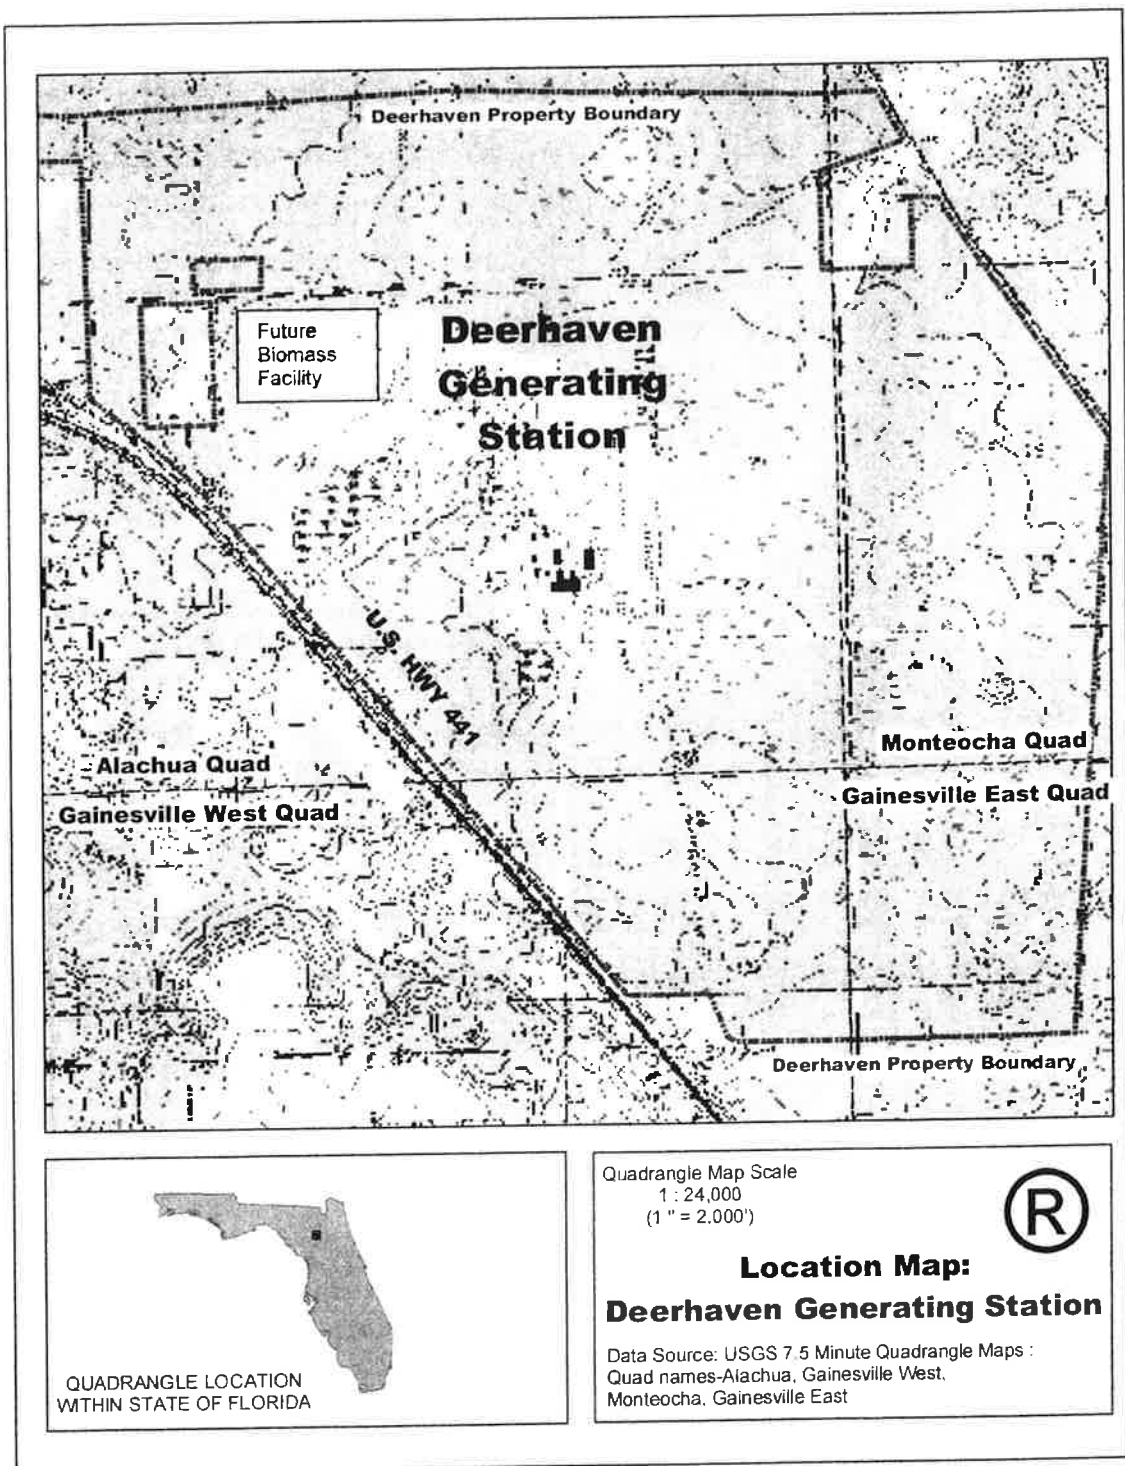 Deerhaven Property Boundary
Future
Biomass
Facility
Deerhaven
Generating
Station
U.S. HWY 441
Monteocha Quad
Alachua Quad
Gainesville East Quad
Gainesville West Quad
Deerhaven Property Boundary
Quadrangle Map Scale
1 : 24,000
(1 " = 2.000')
R
Location Map:
Deerhaven Generating Station
Data Source: USGS 7.5 Minute Quadrangle Maps :
Quad names-Alachua, Gainesville West,
Monteocha, Gainesville East
QUADRANGLE LOCATION
WITHIN STATE OF FLORIDA